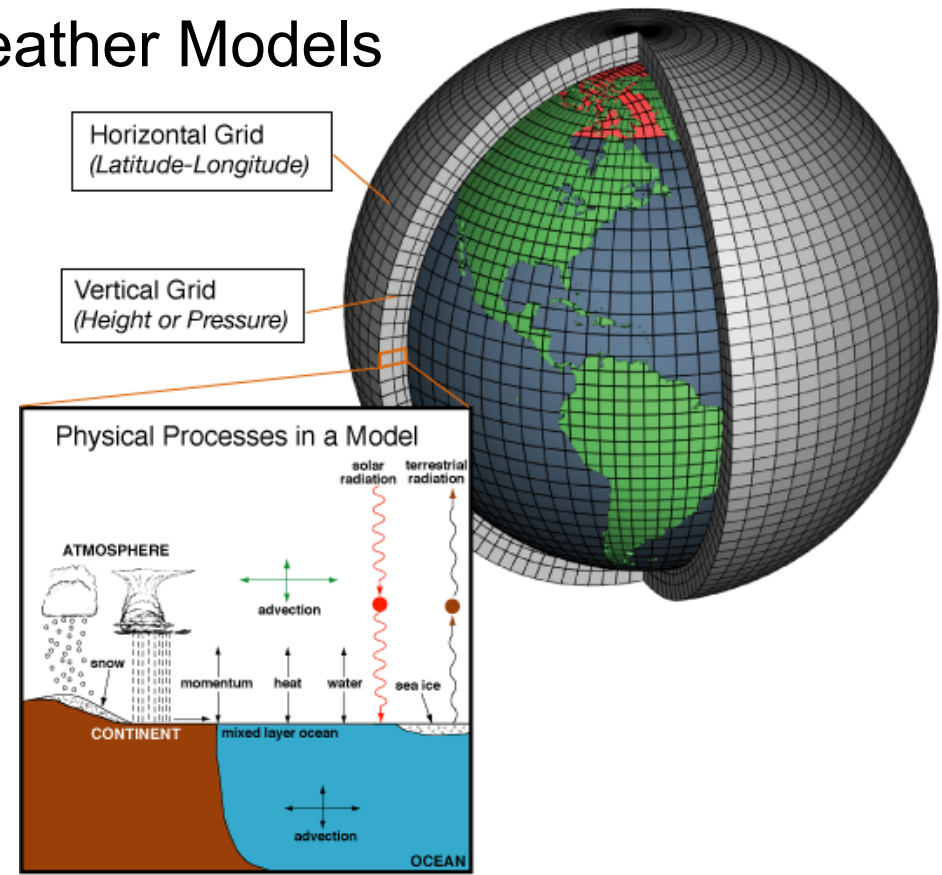 eather Models
Horizontal Grid
(Latitude-Longitude)
Vertical Grid
(Height or Pressure)
Physical Processes in a Model
solar
radiation
terrestrial
radiation
ATMOSPHERE
advection
snow
momentum
heat
water
sea ice
CONTINENT
mixed layer ocean
advection
OCEAN